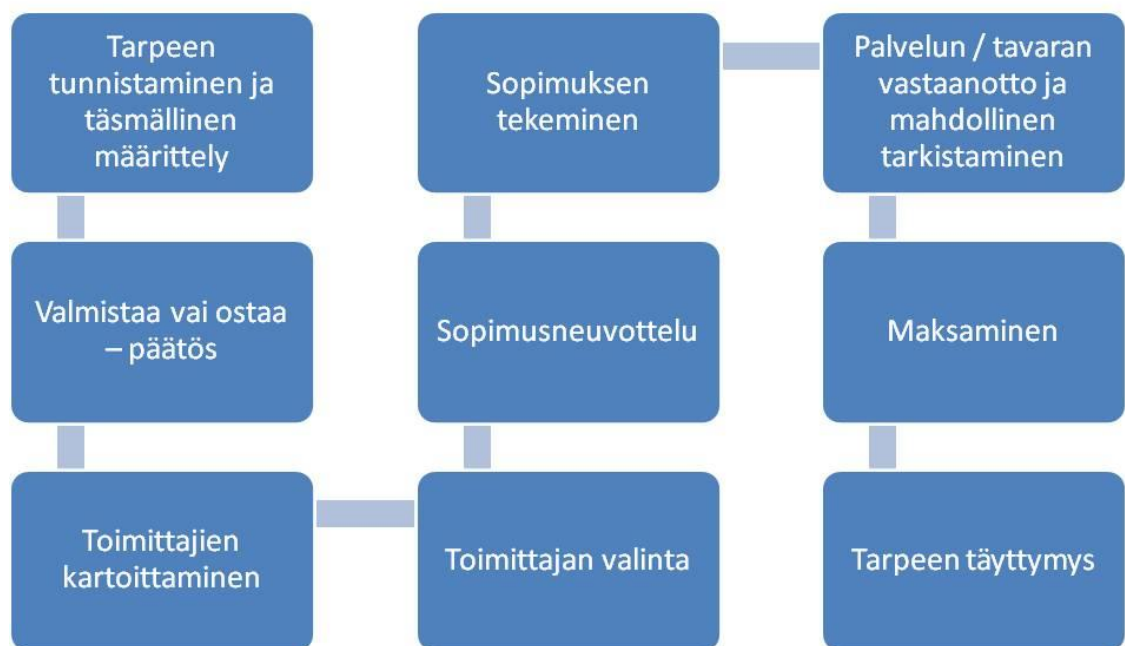 Tarpeen
tunnistaminen ja
täsmällinen
määrittely
Valmistaa vai ostaa
– päätös
Toimittajien
kartoittaminen
Toimittajan valinta
Sopimusneuvottelu
Sopimuksen
tekeminen
Palvelun / tavaran
vastaanotto ja
mahdollinen
tarkistaminen
Maksaminen
Tarpeen täyttymys